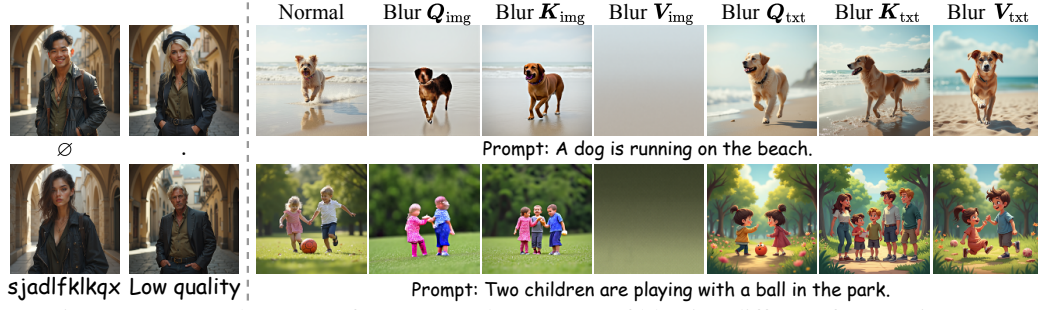 Normal Blur Q_img Blur K_img Blur V_img Blur Q_txt Blur K_txt Blur V_txt
∅ .
Prompt: A dog is running on the beach.
sjadlfklkqx Low quality
Prompt: Two children are playing with a ball in the park.